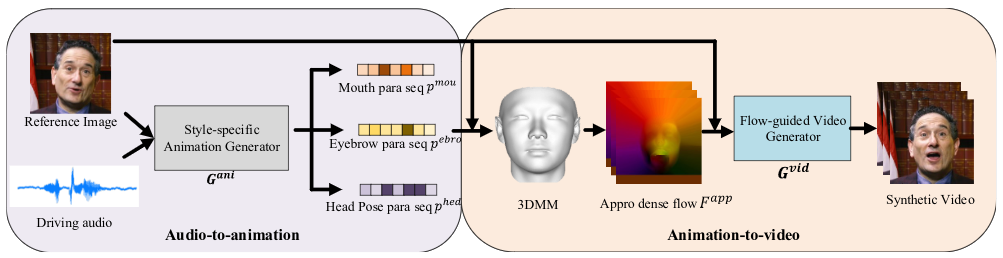 Reference Image
Driving audio
Style-specific
Animation Generator
G^{ani}
Mouth para seq p^{mou}
Eyebrow para seq p^{ebro}
Head Pose para seq p^{hed}
Audio-to-animation
3DMM
Appro dense flow F^{app}
Flow-guided Video
Generator
G^{vid}
Synthetic Video
Animation-to-video